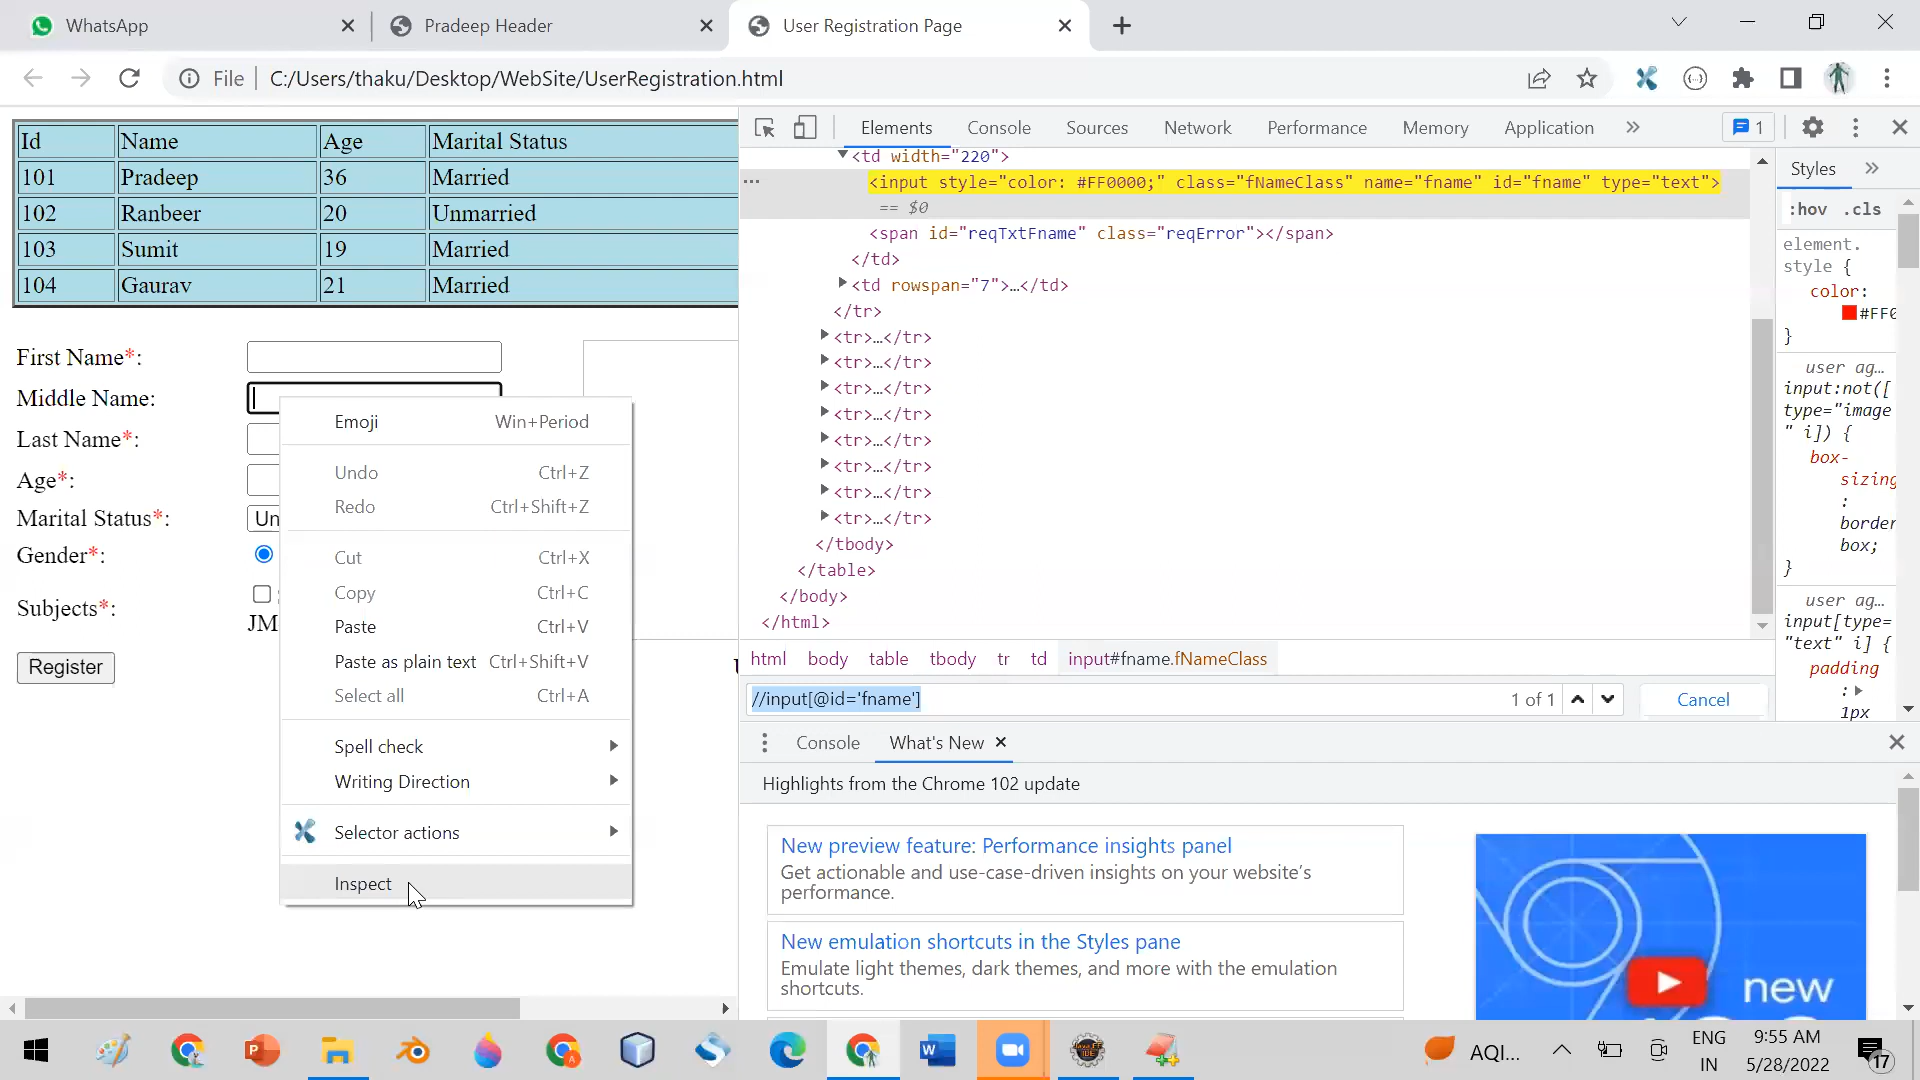 WhatsApp
Pradeep Header
User Registration Page
File
C:/Users/thaku/Desktop/WebSite/UserRegistration.html
Id Name Age Marital Status
101 Pradeep 36 Married
102 Ranbeer 20 Unmarried
103 Sumit 19 Married
104 Gaurav 21 Married
First Name*:
Middle Name:
Last Name*:
Age*:
Marital Status*: Un
Gender*:
Subjects*:
JM
Register
Emoji Win+Period
Undo Ctrl+Z
Redo Ctrl+Shift+Z
Cut Ctrl+X
Copy Ctrl+C
Paste Ctrl+V
Paste as plain text Ctrl+Shift+V
Select all Ctrl+A
Spell check
Writing Direction
Selector actions
Inspect
Elements Console Sources Network Performance Memory Application » 1
<td width="220">
<input style="color: #FF0000;" class="fNameClass" name="fname" id="fname" type="text">
== $0
<span id="reqTxtFname" class="reqError"></span>
</td>
<td rowspan="7">…</td>
</tr>
<tr>…</tr>
<tr>…</tr>
<tr>…</tr>
<tr>…</tr>
<tr>…</tr>
<tr>…</tr>
<tr>…</tr>
<tr>…</tr>
</tbody>
</table>
</body>
</html>
html body table tbody tr td input#fname.fNameClass
//input[@id='fname'] 1 of 1 Cancel
Styles »
:hov .cls
element.
style {
color:
#FF0
}
user ag…
input:not([
type="image
" i]) {
box-
sizing
:
border
box;
}
user ag…
input[type=
"text" i] {
padding
:
1px
Console What's New
Highlights from the Chrome 102 update
New preview feature: Performance insights panel
Get actionable and use-case-driven insights on your website's
performance.
New emulation shortcuts in the Styles pane
Emulate light themes, dark themes, and more with the emulation
shortcuts.
new
AQI...
ENG
IN
9:55 AM
5/28/2022
17